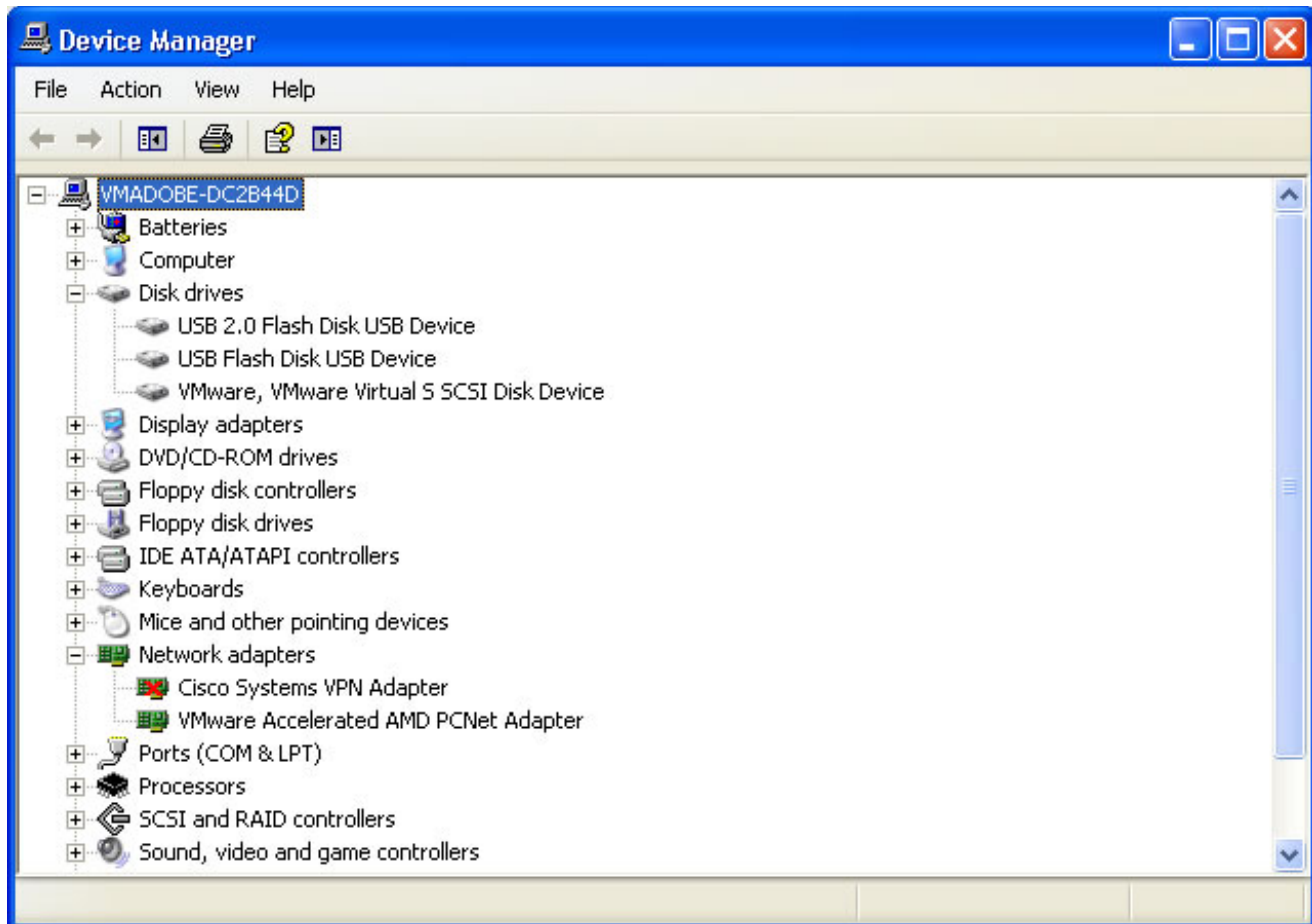 Device Manager
File Action View Help
VMADOBE-DC2B44D
Batteries
Computer
Disk drives
USB 2.0 Flash Disk USB Device
USB Flash Disk USB Device
VMware, VMware Virtual S SCSI Disk Device
Display adapters
DVD/CD-ROM drives
Floppy disk controllers
Floppy disk drives
IDE ATA/ATAPI controllers
Keyboards
Mice and other pointing devices
Network adapters
Cisco Systems VPN Adapter
VMware Accelerated AMD PCNet Adapter
Ports (COM & LPT)
Processors
SCSI and RAID controllers
Sound, video and game controllers